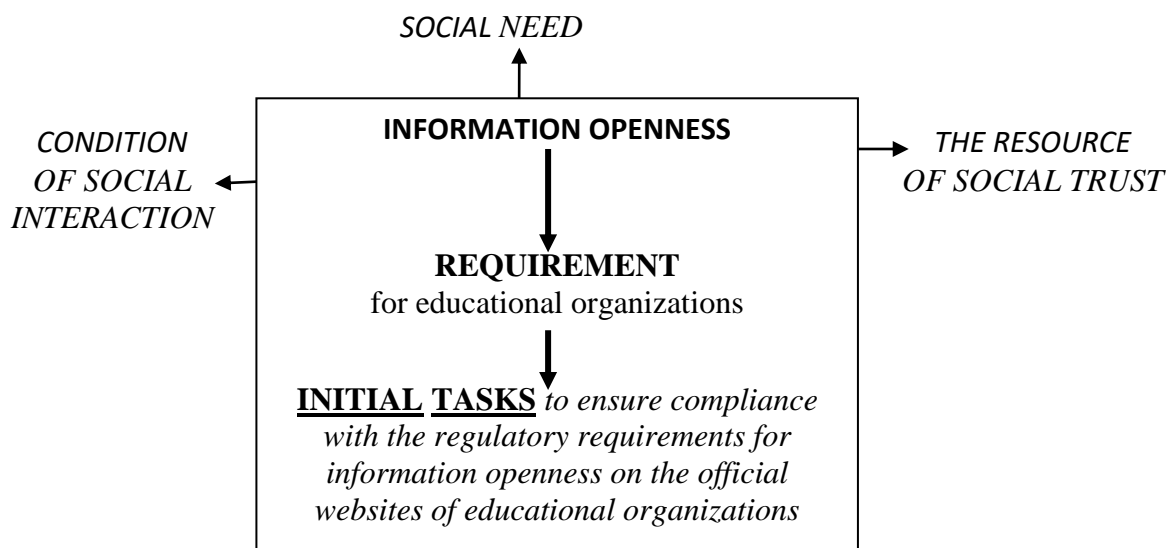 SOCIAL NEED
INFORMATION OPENNESS
CONDITION
OF SOCIAL
INTERACTION
THE RESOURCE
OF SOCIAL TRUST
REQUIREMENT
for educational organizations
INITIAL TASKS to ensure compliance
with the regulatory requirements for
information openness on the official
websites of educational organizations